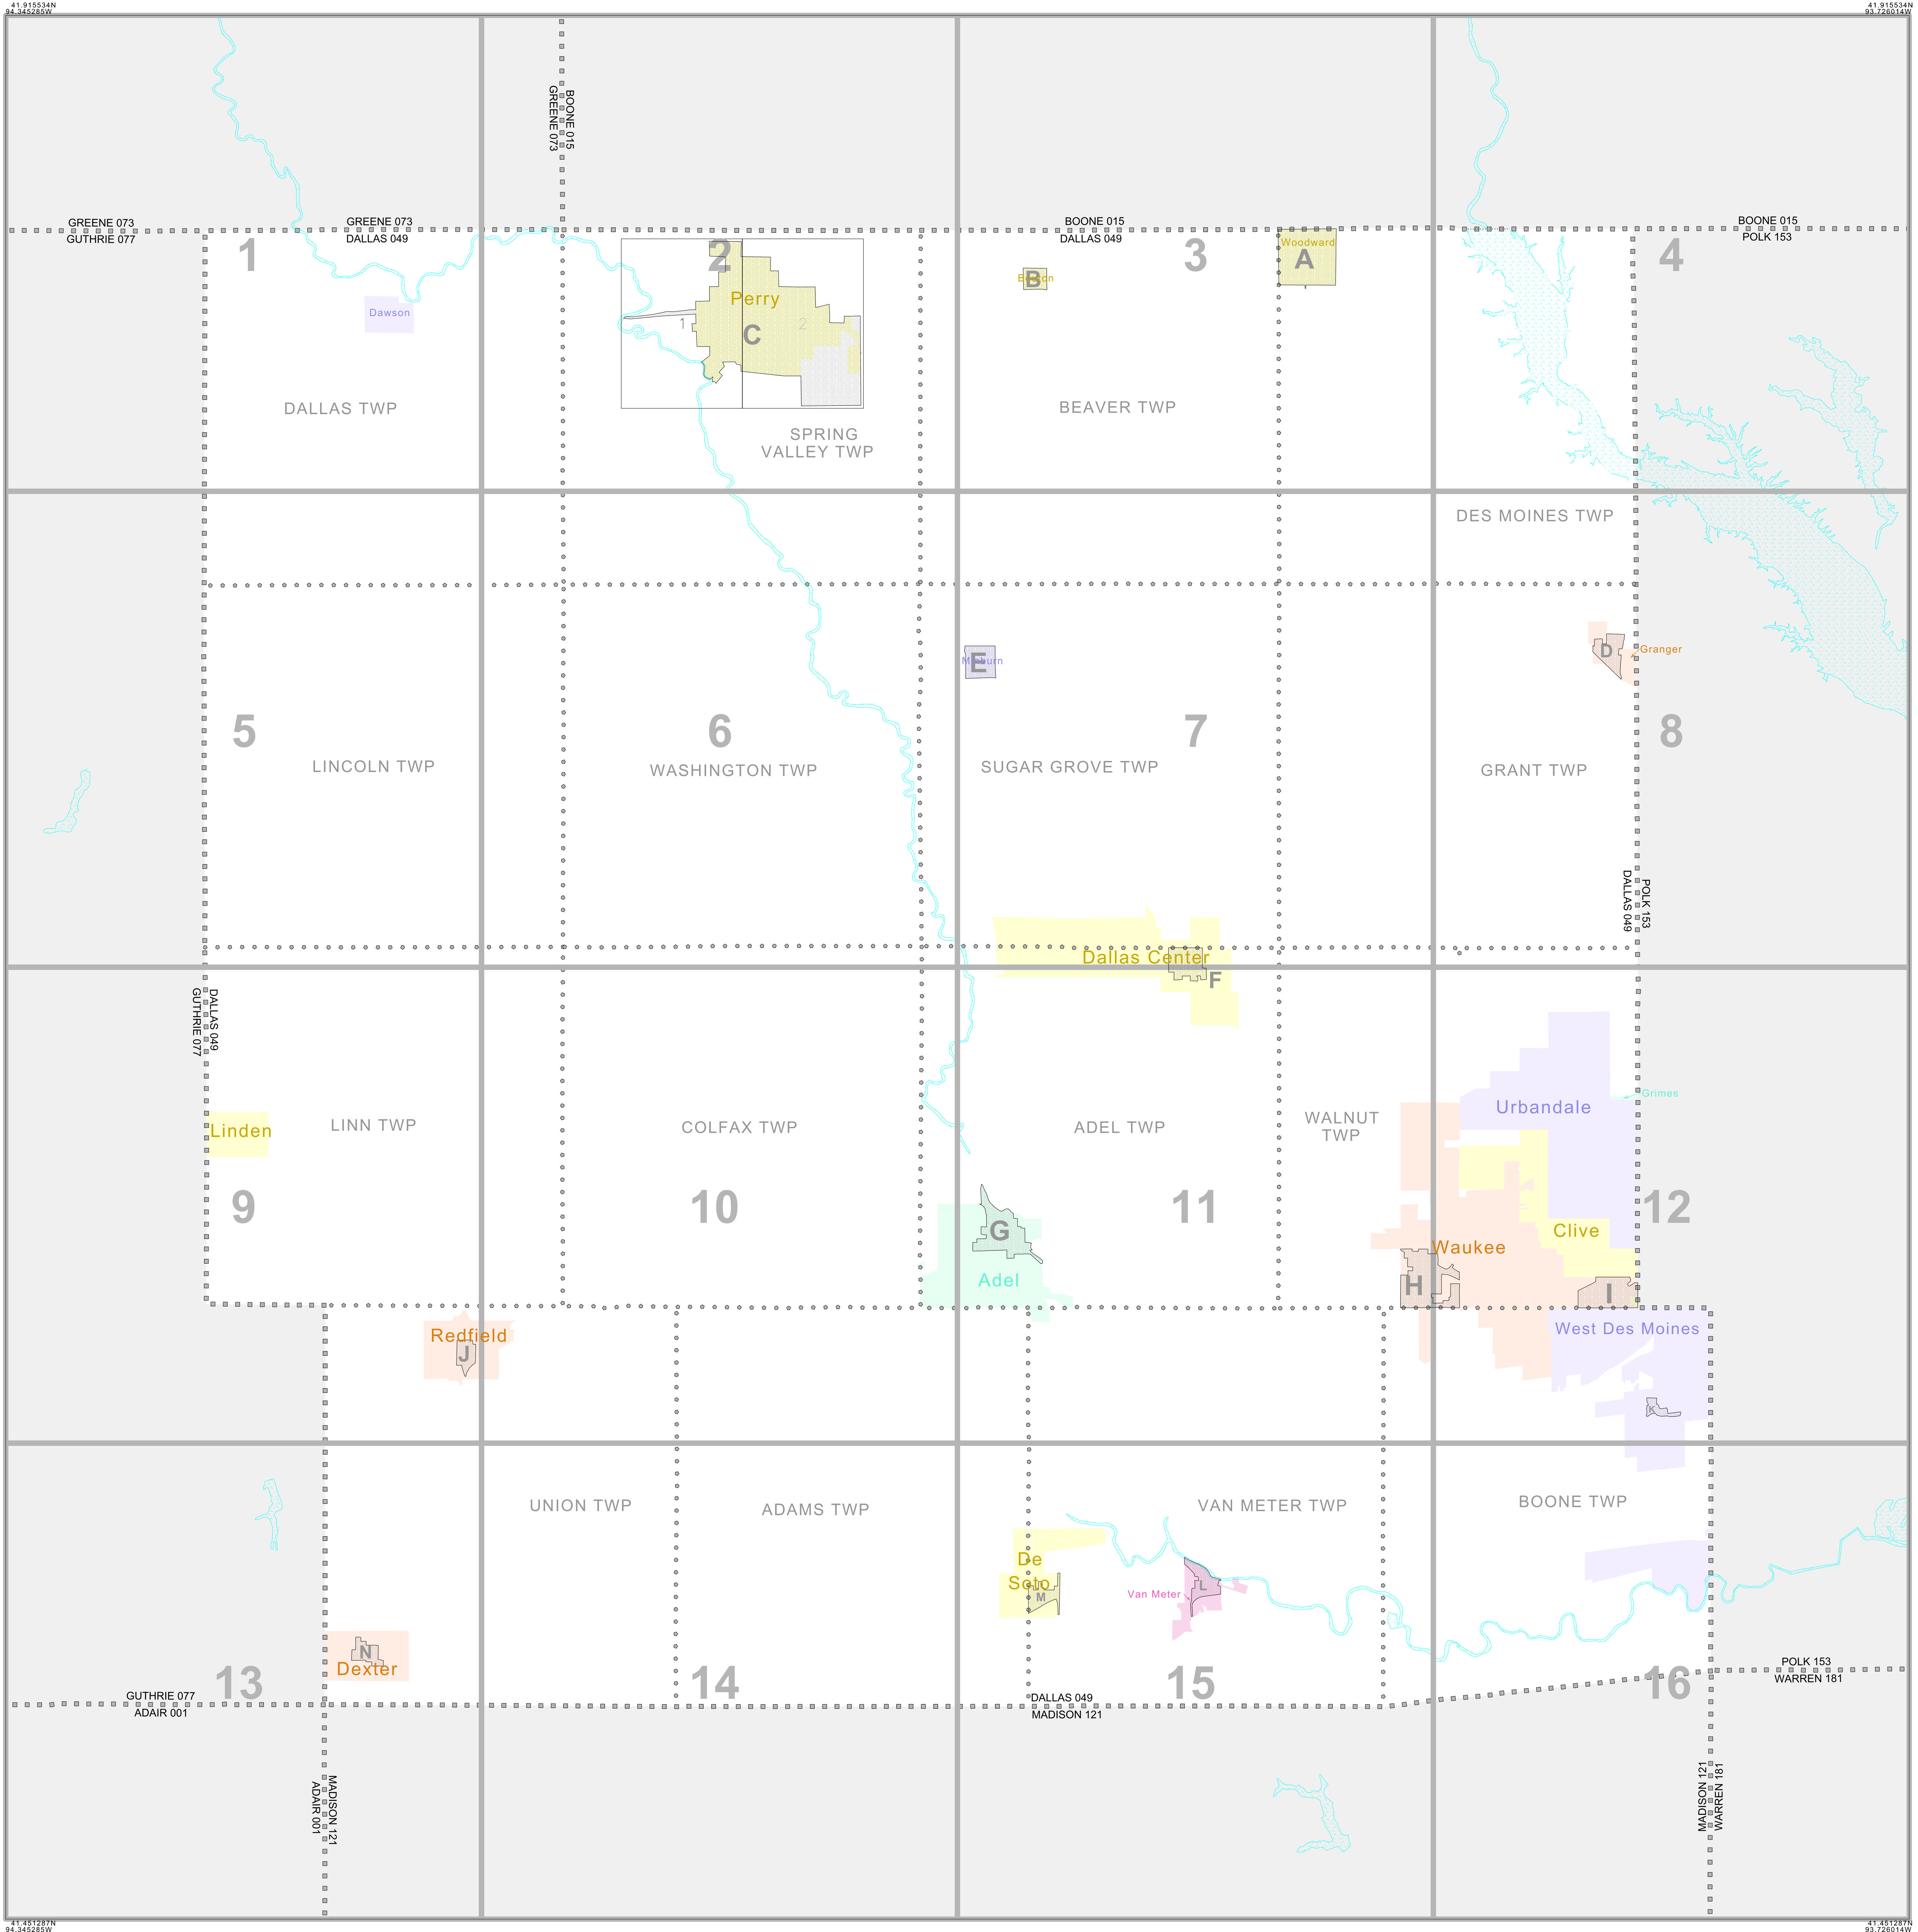 41.915534N
94.345285W
41.915534N
93.726014W
BOONE 015
GREENE 073
GREENE 073
GUTHRIE 077
GREENE 073
DALLAS 049
BOONE 015
DALLAS 049
BOONE 015
POLK 153
1
2
3
4
Woodward
A
B
Dawson
Perry
1
C
2
DALLAS TWP
BEAVER TWP
SPRING
VALLEY TWP
DES MOINES TWP
D
Granger
E
5
6
7
8
LINCOLN TWP
WASHINGTON TWP
SUGAR GROVE TWP
GRANT TWP
POLK 153
DALLAS 049
Dallas Center
F
DALLAS 049
GUTHRIE 077
Grimes
Urbandale
Linden
LINN TWP
COLFAX TWP
ADEL TWP
WALNUT
TWP
9
10
11
12
G
Clive
Waukee
Adel
H
I
Redfield
J
West Des Moines
K
UNION TWP
ADAMS TWP
VAN METER TWP
BOONE TWP
De
Soto
M
Van Meter
L
N
Dexter
13
14
15
16
POLK 153
WARREN 181
GUTHRIE 077
ADAIR 001
DALLAS 049
MADISON 121
MADISON 121
ADAIR 001
MADISON 121
WARREN 181
41.451287N
94.345285W
41.451287N
93.726014W